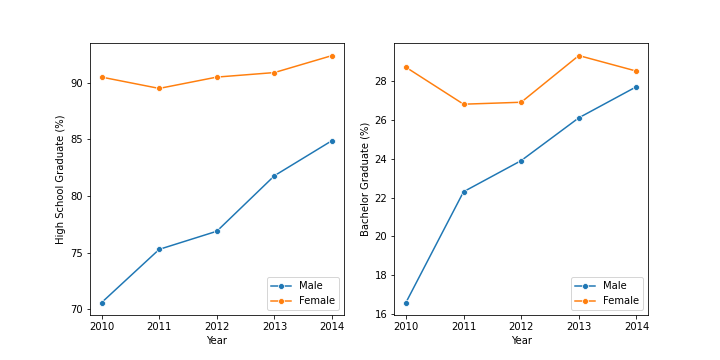 High School Graduate (%)
90
85
80
75
70
2010 2011 2012 2013 2014
Year
Male
Female
Bachelor Graduate (%)
28
26
24
22
20
18
16
2010 2011 2012 2013 2014
Year
Male
Female